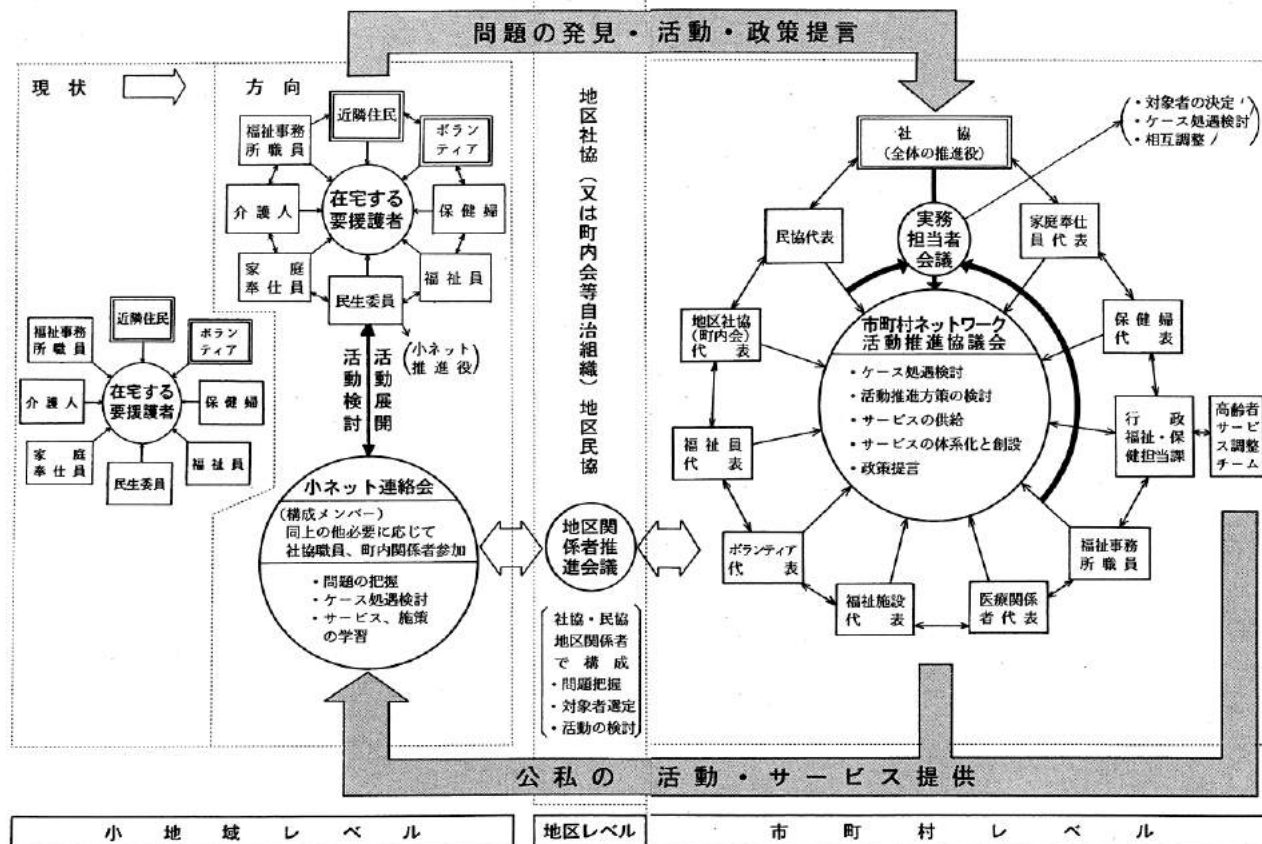 問題の発見・活動・政策提言
現状
方向
近隣住民
福祉事務
所職員
ボラン
ティア
介護人
在宅する
要援護者
保健婦
家庭
奉仕員
福祉員
民生委員
(小ネット
推進役)
活動検討
活動展開
近隣住民
福祉事務
所職員
ボラン
ティア
介護人
在宅する
要援護者
保健婦
家庭
奉仕員
福祉員
民生委員
小ネット連絡会
(構成メンバー)
同上の他必要に応じて
社協職員、町内関係者参加
・問題の把握
・ケース処遇検討
・サービス、施策
の学習
地区社協(又は町内会等自治組織)地区民協
地区関
係者推
進会議
社協・民協
地区関係者
で構成
・問題把握
・対象者選定
・活動の検討
社協
(全体の推進役)
・対象者の決定
・ケース処遇検討
・相互調整
実務
担当者
会議
民協代表
家庭奉仕
員代表
地区社協
(町内会)
代表
保健婦
代表
市町村ネットワーク
活動推進協議会
・ケース処遇検討
・活動推進方策の検討
・サービスの供給
・サービスの体系化と創設
・政策提言
福祉員
代表
行政
福祉・保
健担当課
高齢者
サービ
ス調整
チーム
ボランティア
代表
福祉事務
所職員
福祉施設
代表
医療関係
者代表
公私の活動・サービス提供
小地域レベル
地区レベル
市町村レベル